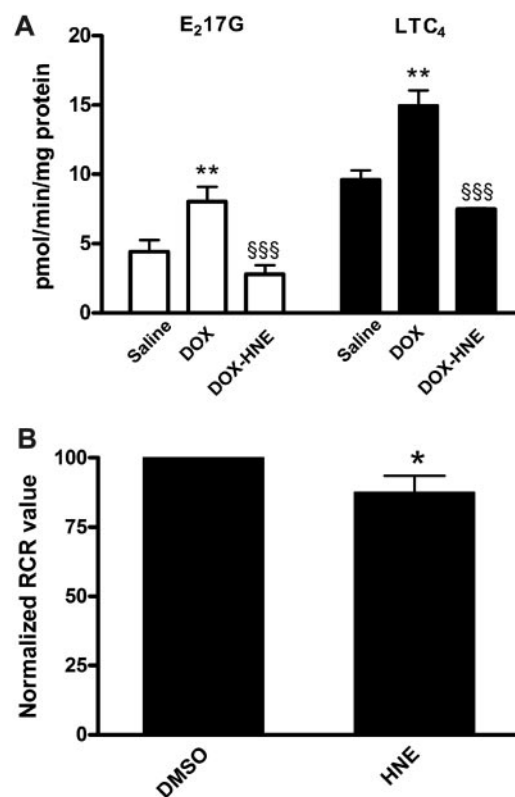 A
E₂17G
LTC₄
pmol/min/mg protein
20
15
10
5
0
**
§§§
**
§§§
Saline
DOX
DOX-HNE
Saline
DOX
DOX-HNE
B
Normalized RCR value
100
75
50
25
0
*
DMSO
HNE